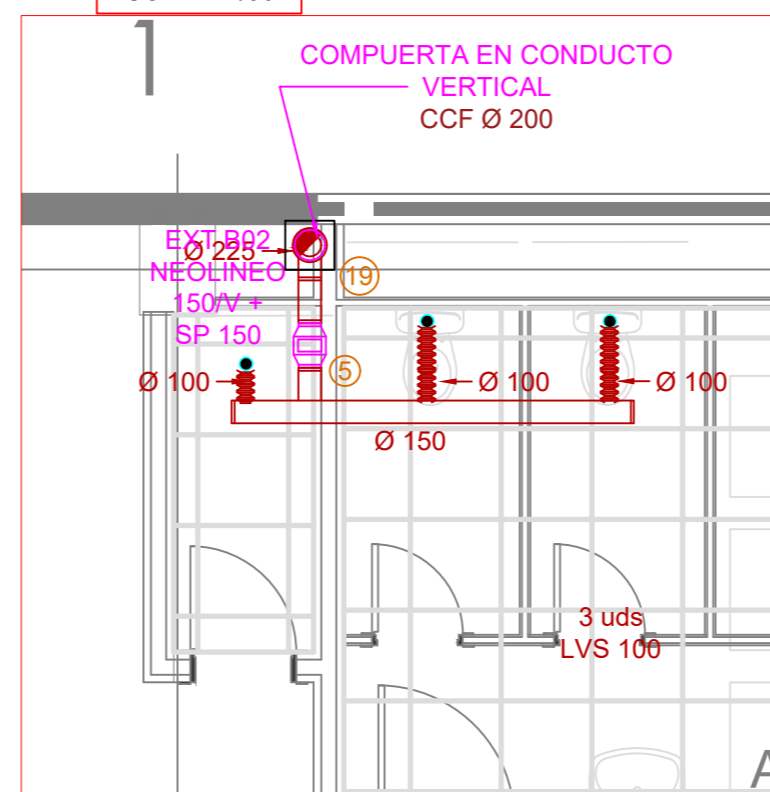 1
COMPUERTA EN CONDUCTO
VERTICAL
CCF Ø 200
EXT B02
Ø 225
NEOLINEO
150/V +
SP 150
19
5
Ø 100
Ø 100
Ø 100
Ø 150
3 uds
LVS 100
A